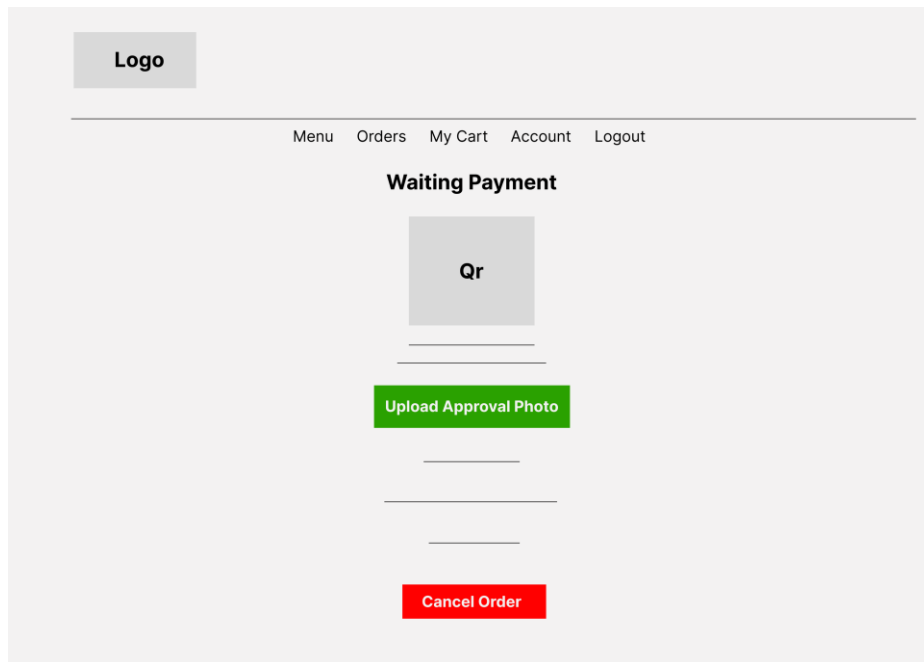 Logo
Menu Orders My Cart Account Logout
Waiting Payment
Qr
Upload Approval Photo
Cancel Order